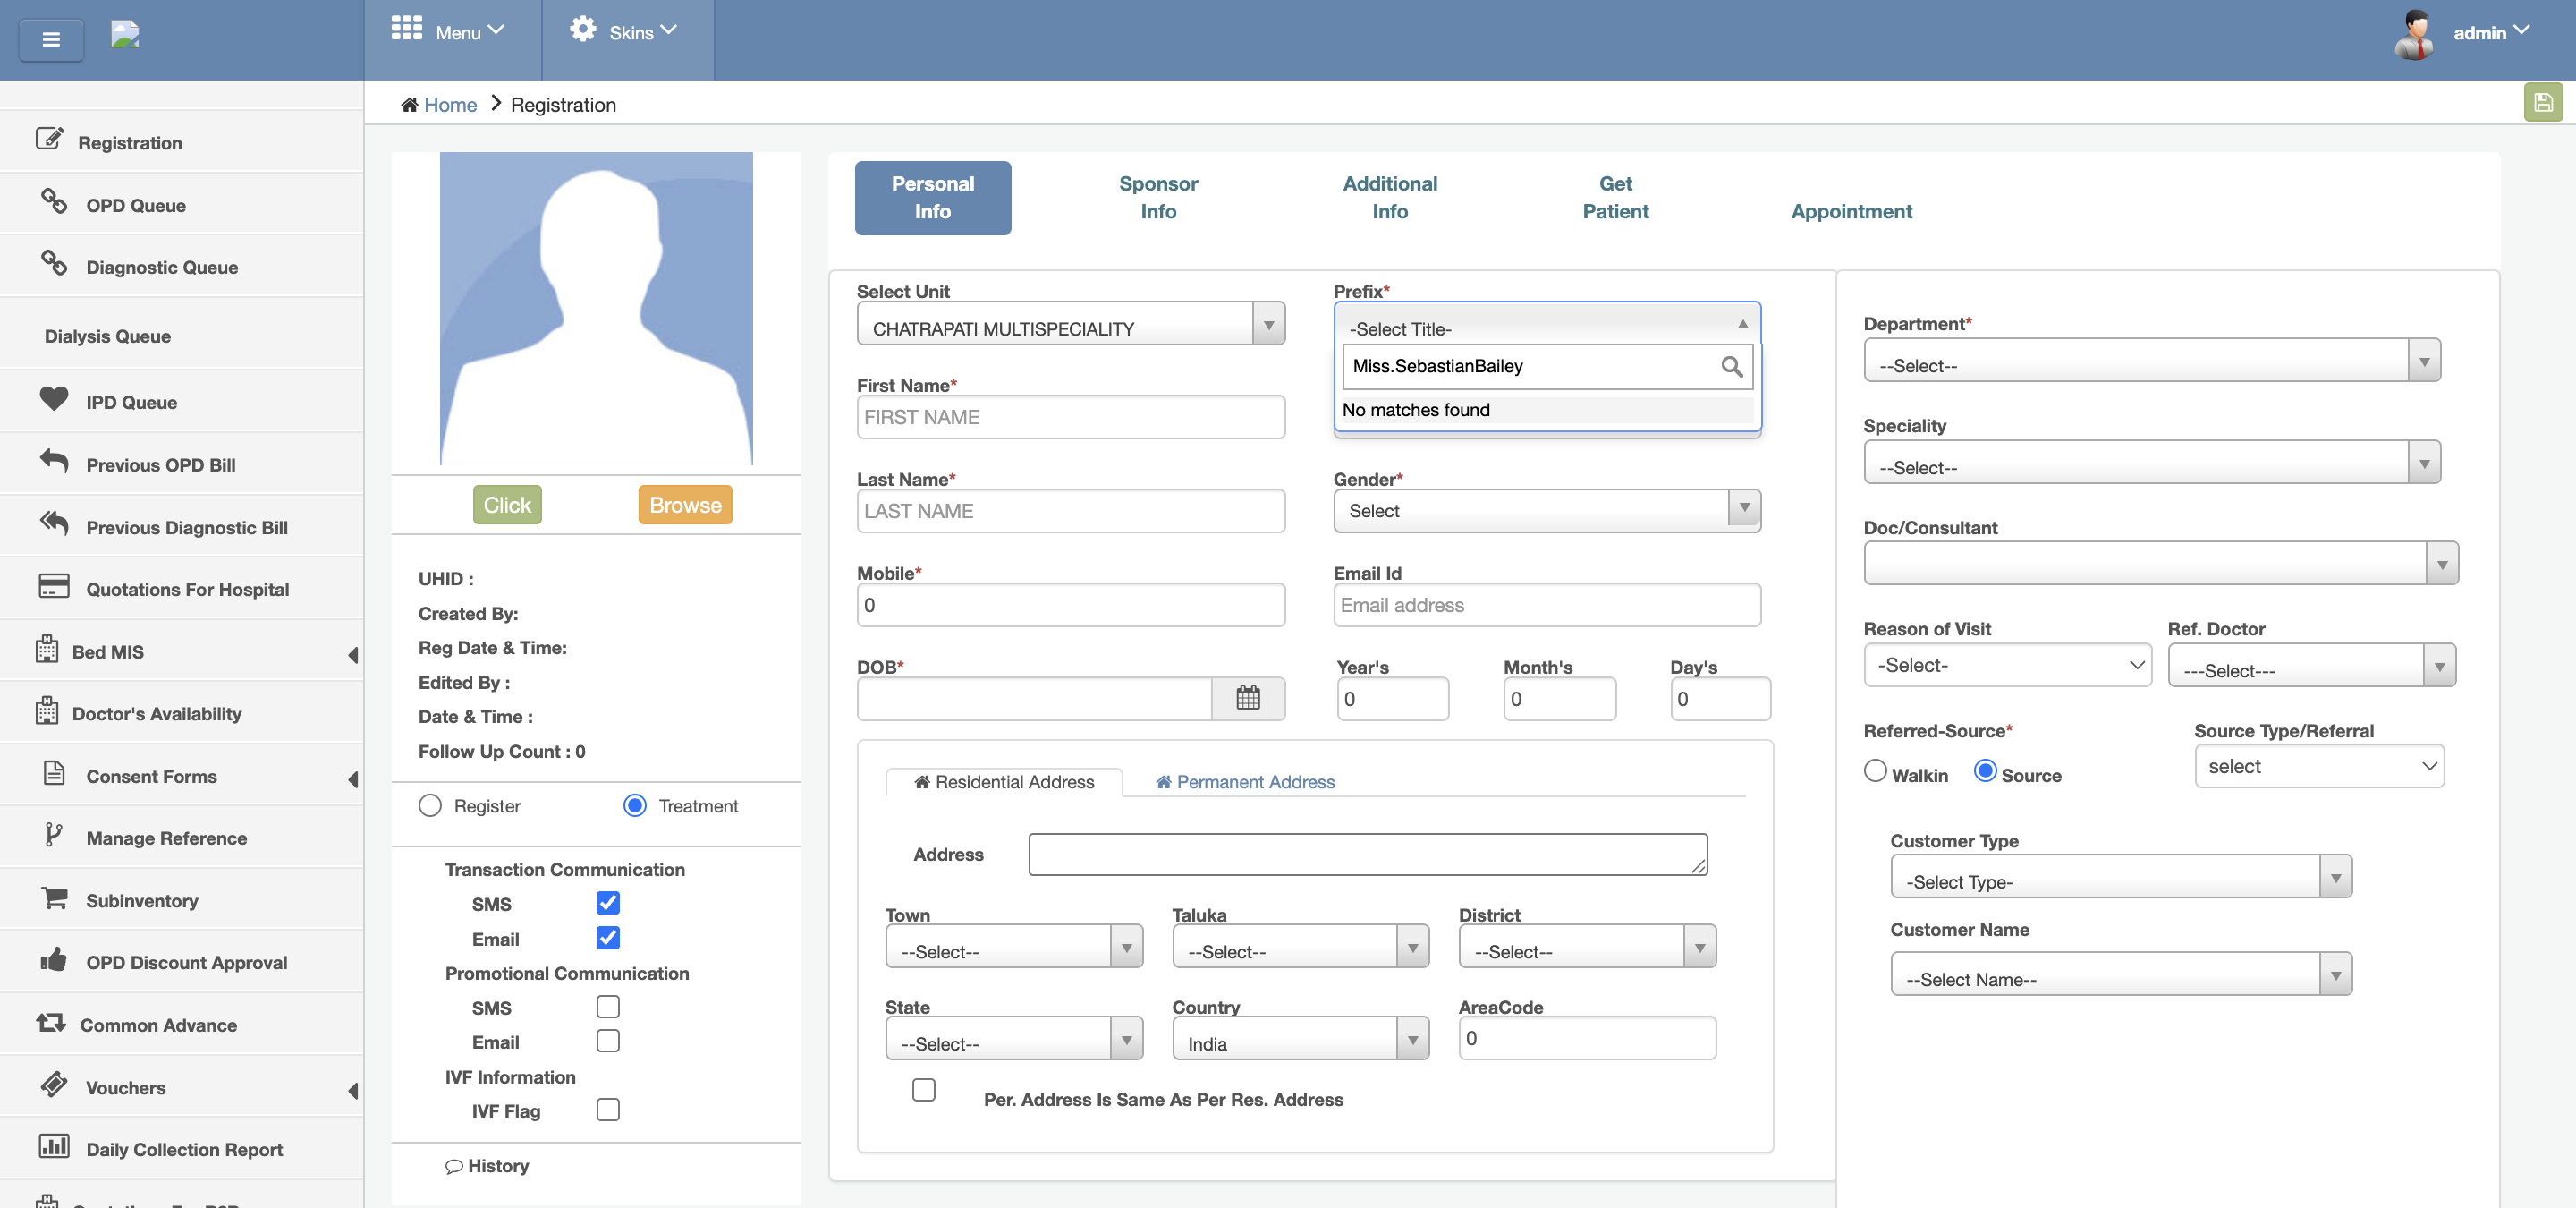 Menu
Skins
admin
Home
Registration
Registration
OPD Queue
Diagnostic Queue
Dialysis Queue
IPD Queue
Previous OPD Bill
Previous Diagnostic Bill
Quotations For Hospital
Bed MIS
Doctor's Availability
Consent Forms
Manage Reference
Subinventory
OPD Discount Approval
Common Advance
Vouchers
Daily Collection Report
Click
Browse
UHID :
Created By:
Reg Date & Time:
Edited By :
Date & Time :
Follow Up Count : 0
Register
Treatment
Transaction Communication
SMS
Email
Promotional Communication
SMS
Email
IVF Information
IVF Flag
History
Personal
Info
Sponsor
Info
Additional
Info
Get
Patient
Appointment
Select Unit
CHATRAPATI MULTISPECIALITY
Prefix*
-Select Title-
Miss.SebastianBailey
No matches found
First Name*
FIRST NAME
Last Name*
LAST NAME
Gender*
Select
Mobile*
0
Email Id
Email address
DOB*
Year's
0
Month's
0
Day's
0
Residential Address
Permanent Address
Address
Town
--Select--
Taluka
--Select--
District
--Select--
State
--Select--
Country
India
AreaCode
0
Per. Address Is Same As Per Res. Address
Department*
--Select--
Speciality
--Select--
Doc/Consultant
Reason of Visit
-Select-
Ref. Doctor
---Select---
Referred-Source*
Walkin
Source
Source Type/Referral
select
Customer Type
-Select Type-
Customer Name
--Select Name--